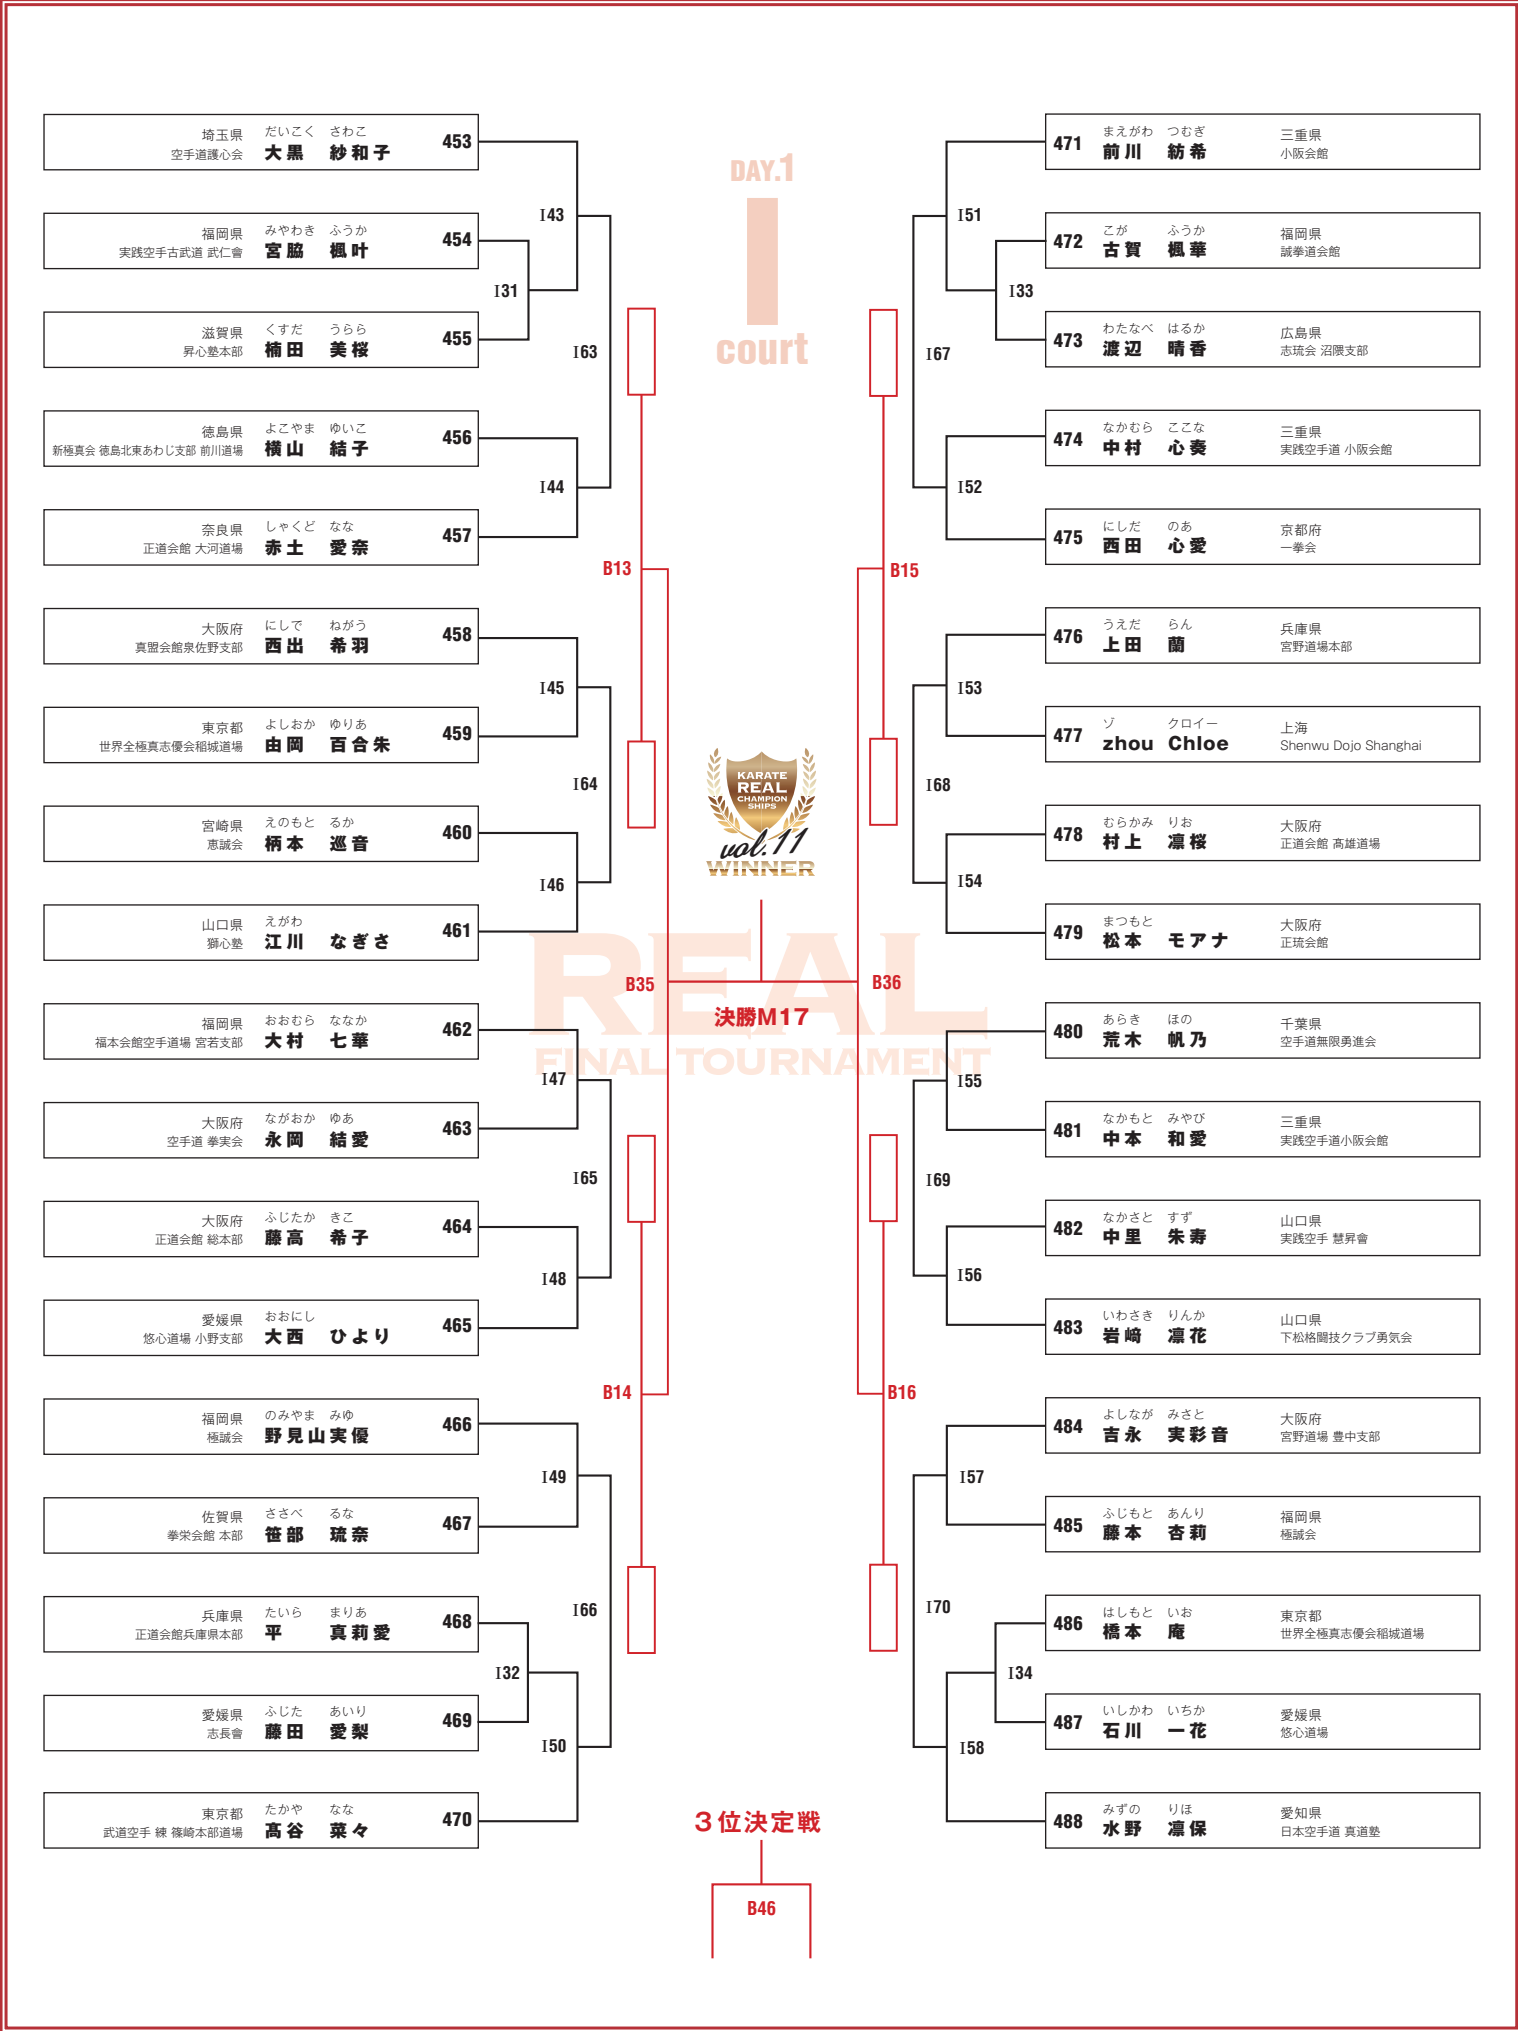 DAY.1
I
court
埼玉県 だいこく さわこ
空手道護心会 大黒 紗和子 453
福岡県 みやわき ふうか
実践空手古武道 武仁會 宮脇 楓叶 454
滋賀県 くすだ うらら
昇心塾本部 楠田 美桜 455
徳島県 よこやま ゆいこ
新極真会 徳島北東あわじ支部 前川道場 横山 結子 456
奈良県 しゃくど なな
正道会館 大河道場 赤土 愛奈 457
大阪府 にしで ねがう
真盟会館泉佐野支部 西出 希羽 458
東京都 よしおか ゆりあ
世界全極真志優会稲城道場 由岡 百合朱 459
宮崎県 えのもと るか
恵誠会 柄本 巡音 460
山口県 えがわ
獅心塾 江川 なぎさ 461
福岡県 おおむら ななか
福本会館空手道場 宮若支部 大村 七華 462
大阪府 ながおか ゆあ
空手道 拳実会 永岡 結愛 463
大阪府 ふじたか きこ
正道会館 総本部 藤高 希子 464
愛媛県 おおにし
悠心道場 小野支部 大西 ひより 465
福岡県 のみやま みゆ
極誠会 野見山実優 466
佐賀県 ささべ るな
拳栄会館 本部 笹部 琉奈 467
兵庫県 たいら まりあ
正道会館兵庫県本部 平 真莉愛 468
愛媛県 ふじた あいり
志長會 藤田 愛梨 469
東京都 たかや なな
武道空手 練 篠崎本部道場 髙谷 菜々 470
I43
I31
I63
I44
I45
I64
I46
I47
I65
I48
I49
I66
I32
I50
B13
B35
B14
KARATE
REAL
CHAMPION
SHIPS
vol.11
WINNER
REAL
FINAL TOURNAMENT
決勝M17
B15
B36
B16
I51
I33
I67
I52
I53
I68
I54
I55
I69
I56
I57
I70
I34
I58
まえがわ つむぎ 三重県
471 前川 紡希 小阪会館
こが ふうか 福岡県
472 古賀 楓華 誠拳道会館
わたなべ はるか 広島県
473 渡辺 晴香 志琉会 沼隈支部
なかむら ここな 三重県
474 中村 心奏 実践空手道 小阪会館
にしだ のあ 京都府
475 西田 心愛 一拳会
うえだ らん 兵庫県
476 上田 蘭 宮野道場本部
ゾ クロイー 上海
477 zhou Chloe Shenwu Dojo Shanghai
むらかみ りお 大阪府
478 村上 凛桜 正道会館 髙雄道場
まつもと 大阪府
479 松本 モアナ 正琉会館
あらき ほの 千葉県
480 荒木 帆乃 空手道無限勇進会
なかもと みやび 三重県
481 中本 和愛 実践空手道小阪会館
なかさと すず 山口県
482 中里 朱寿 実践空手 慧昇會
いわさき りんか 山口県
483 岩﨑 凛花 下松格闘技クラブ勇気会
よしなが みさと 大阪府
484 吉永 実彩音 宮野道場 豊中支部
ふじもと あんり 福岡県
485 藤本 杏莉 極誠会
はしもと いお 東京都
486 橋本 庵 世界全極真志優会稲城道場
いしかわ いちか 愛媛県
487 石川 一花 悠心道場
みずの りほ 愛知県
488 水野 凛保 日本空手道 真道塾
３位決定戦
B46